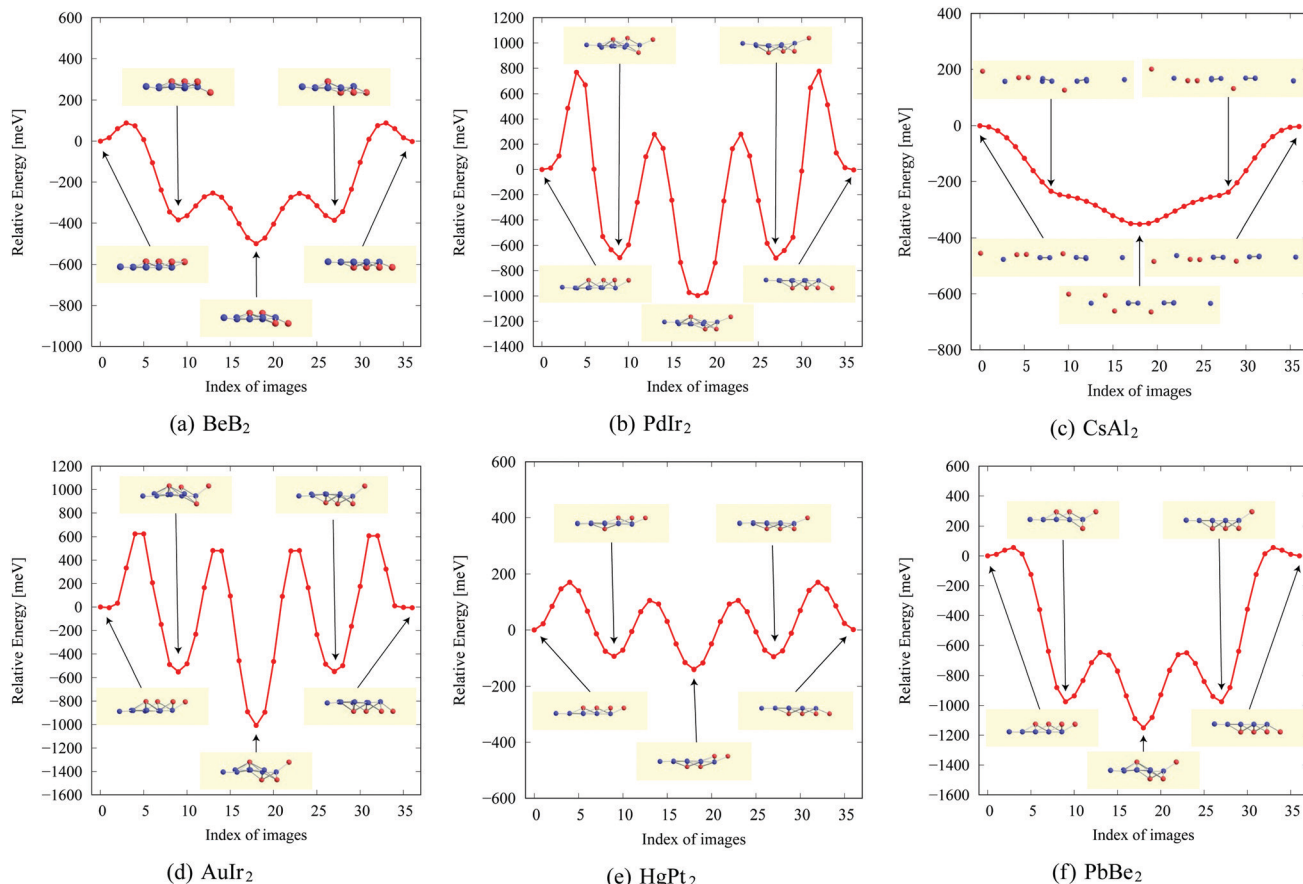 600
400
200
0
−200
−400
−600
−800
−1000
Relative Energy [meV]
0 5 10 15 20 25 30 35
Index of images
(a) BeB2
1200
1000
800
600
400
200
0
−200
−400
−600
−800
−1000
−1200
−1400
Relative Energy [meV]
0 5 10 15 20 25 30 35
Index of images
(b) PdIr2
400
200
0
−200
−400
−600
−800
Relative Energy [meV]
0 5 10 15 20 25 30 35
Index of images
(c) CsAl2
1200
1000
800
600
400
200
0
−200
−400
−600
−800
−1000
−1200
−1400
−1600
Relative Energy [meV]
0 5 10 15 20 25 30 35
Index of images
(d) AuIr2
600
400
200
0
−200
−400
−600
Relative Energy [meV]
0 5 10 15 20 25 30 35
Index of images
(e) HgPt2
600
400
200
0
−200
−400
−600
−800
−1000
−1200
−1400
−1600
Relative Energy [meV]
0 5 10 15 20 25 30 35
Index of images
(f) PbBe2